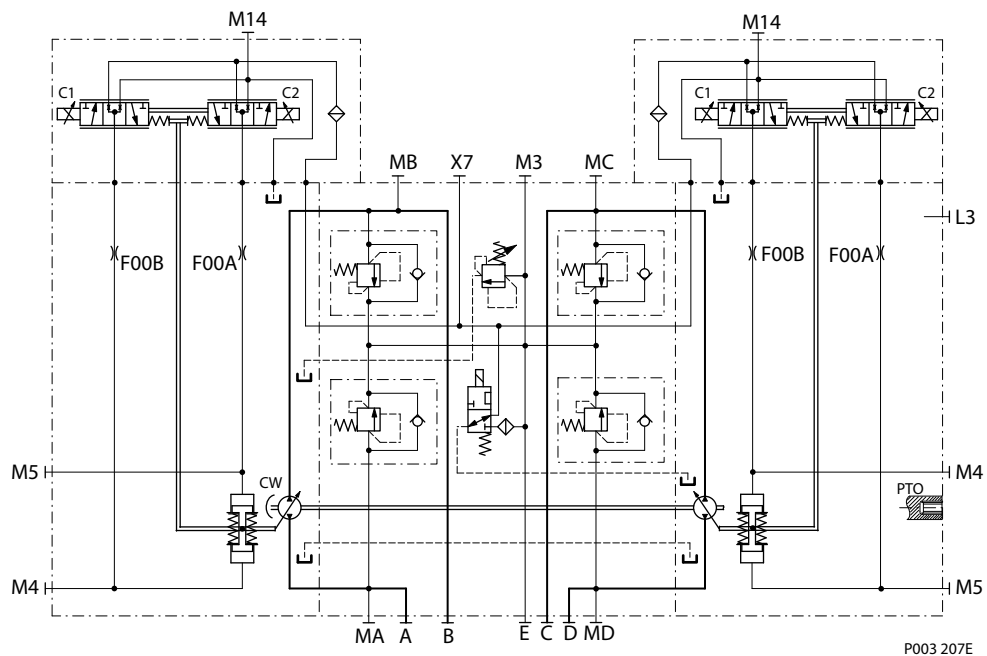 M14 M14
C1 C2 C1 C2
MB X7 M3 MC
L3
F00B F00A F00B F00A
M5 M4
CW PTO
M4 M5
MA A B E C D MD
P003 207E